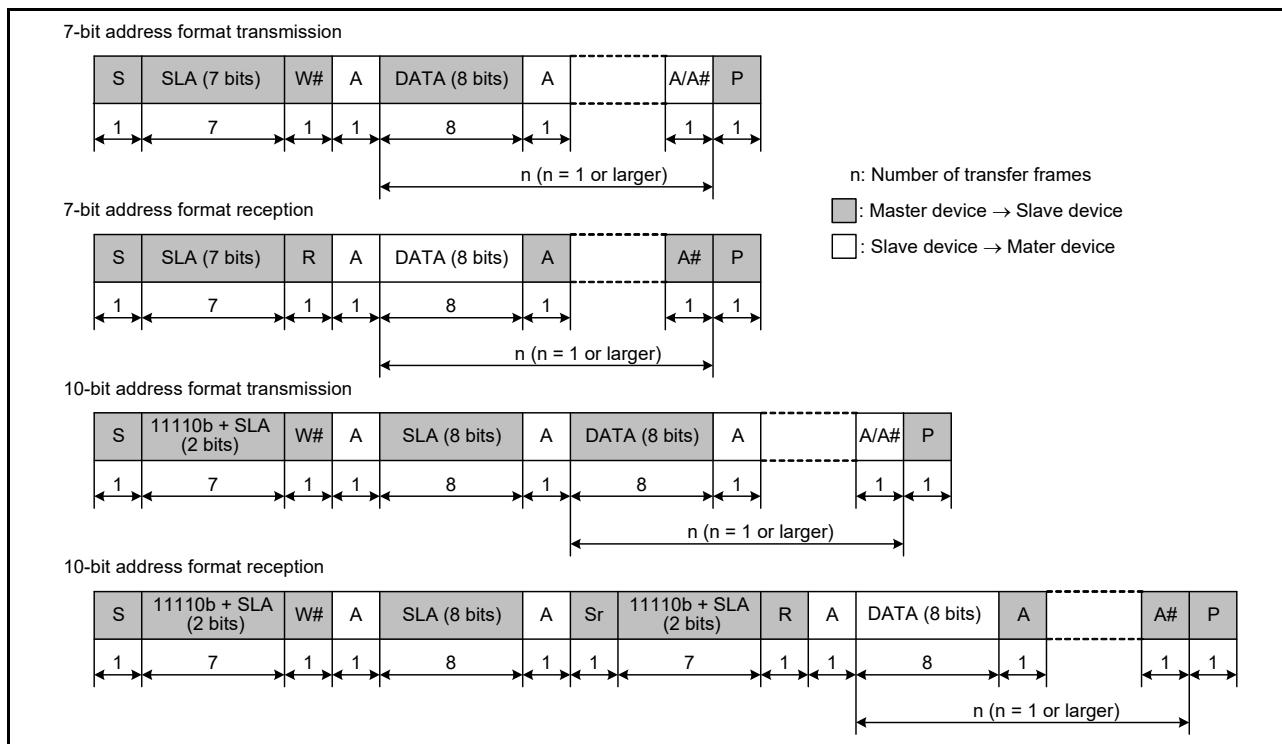 7-bit address format transmission
S SLA (7 bits) W# A DATA (8 bits) A A/A# P
1 7 1 1 8 1 1 1
n (n = 1 or larger)
n: Number of transfer frames
: Master device → Slave device
: Slave device → Mater device
7-bit address format reception
S SLA (7 bits) R A DATA (8 bits) A A# P
1 7 1 1 8 1 1 1
n (n = 1 or larger)
10-bit address format transmission
S 11110b + SLA (2 bits) W# A SLA (8 bits) A DATA (8 bits) A A/A# P
1 7 1 1 8 1 8 1 1 1
n (n = 1 or larger)
10-bit address format reception
S 11110b + SLA (2 bits) W# A SLA (8 bits) A Sr 11110b + SLA (2 bits) R A DATA (8 bits) A A# P
1 7 1 1 8 1 1 7 1 1 8 1 1 1
n (n = 1 or larger)